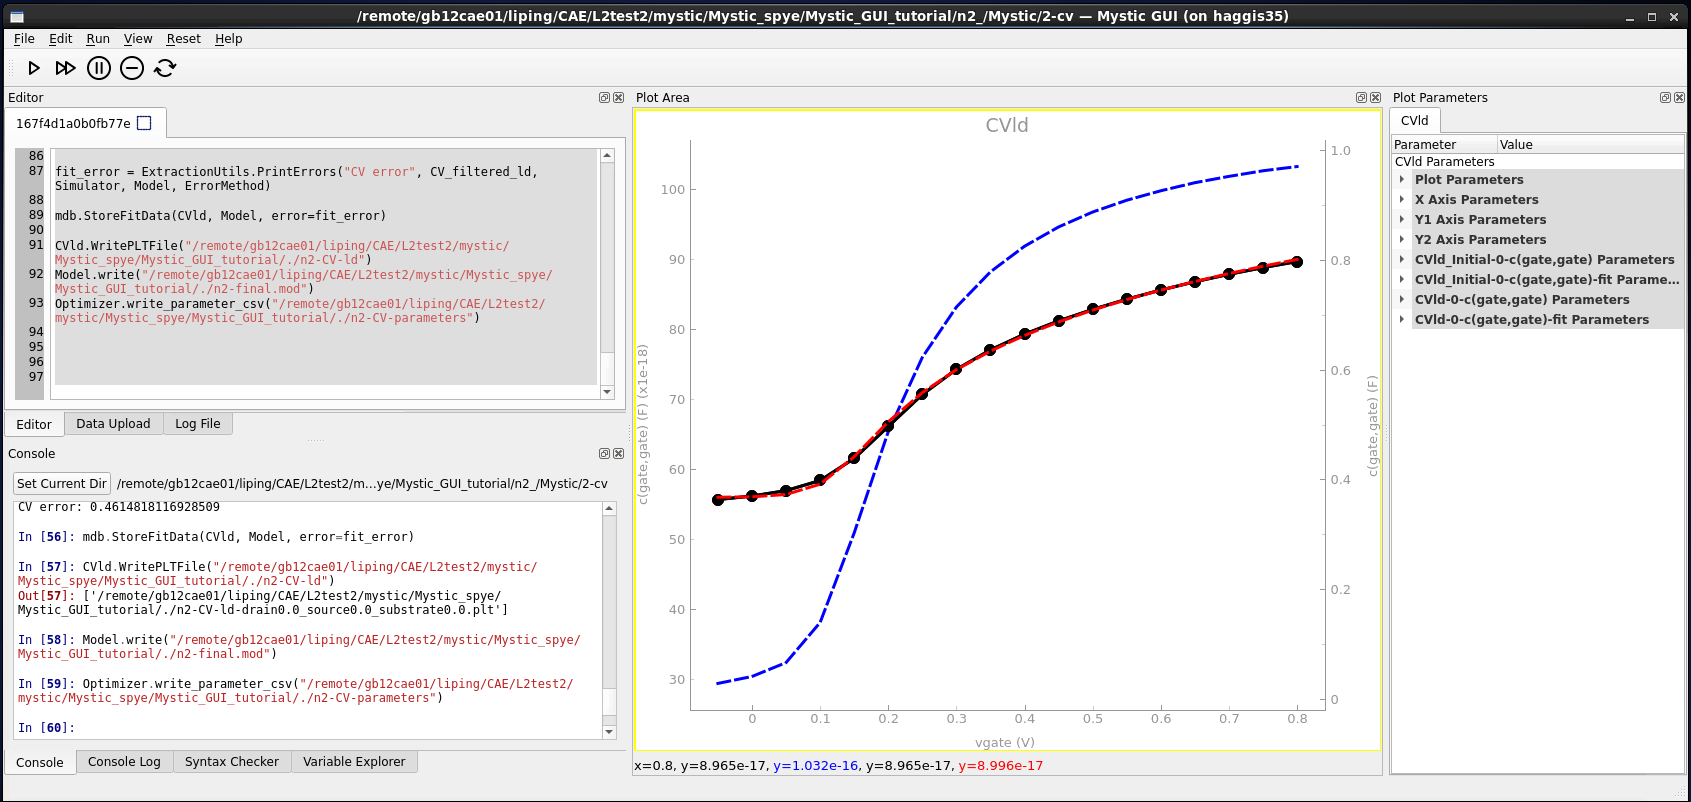 /remote/gb12cae01/liping/CAE/L2test2/mystic/Mystic_spye/Mystic_GUI_tutorial/n2_/Mystic/2-cv — Mystic GUI (on haggis35)
File Edit Run View Reset Help
Editor
167f4d1a0b0fb77e
86
87 fit_error = ExtractionUtils.PrintErrors("CV error", CV_filtered_ld,
Simulator, Model, ErrorMethod)
88
89 mdb.StoreFitData(CVld, Model, error=fit_error)
90
91 CVld.WritePLTFile("/remote/gb12cae01/liping/CAE/L2test2/mystic/
Mystic_spye/Mystic_GUI_tutorial/./n2-CV-ld")
92 Model.write("/remote/gb12cae01/liping/CAE/L2test2/mystic/Mystic_spye/
Mystic_GUI_tutorial/./n2-final.mod")
93 Optimizer.write_parameter_csv("/remote/gb12cae01/liping/CAE/L2test2/
mystic/Mystic_spye/Mystic_GUI_tutorial/./n2-CV-parameters")
94
95
96
97
Editor Data Upload Log File
Console
Set Current Dir /remote/gb12cae01/liping/CAE/L2test2/m...ye/Mystic_GUI_tutorial/n2_/Mystic/2-cv
CV error: 0.4614818116928509
In [56]: mdb.StoreFitData(CVld, Model, error=fit_error)
In [57]: CVld.WritePLTFile("/remote/gb12cae01/liping/CAE/L2test2/mystic/
Mystic_spye/Mystic_GUI_tutorial/./n2-CV-ld")
Out[57]: ['/remote/gb12cae01/liping/CAE/L2test2/mystic/Mystic_spye/
Mystic_GUI_tutorial/./n2-CV-ld-drain0.0_source0.0_substrate0.0.plt']
In [58]: Model.write("/remote/gb12cae01/liping/CAE/L2test2/mystic/Mystic_spye/
Mystic_GUI_tutorial/./n2-final.mod")
In [59]: Optimizer.write_parameter_csv("/remote/gb12cae01/liping/CAE/L2test2/
mystic/Mystic_spye/Mystic_GUI_tutorial/./n2-CV-parameters")
In [60]:
Console Console Log Syntax Checker Variable Explorer
Plot Area
CVld
c(gate,gate) (F) (x1e-18)
100
90
80
70
60
50
40
30
1.0
0.8
0.6
0.4
0.2
0
c(gate,gate) (F)
0 0.1 0.2 0.3 0.4 0.5 0.6 0.7 0.8
vgate (V)
x=0.8, y=8.965e-17, y=1.032e-16, y=8.965e-17, y=8.996e-17
Plot Parameters
CVld
Parameter Value
CVld Parameters
Plot Parameters
X Axis Parameters
Y1 Axis Parameters
Y2 Axis Parameters
CVld_Initial-0-c(gate,gate) Parameters
CVld_Initial-0-c(gate,gate)-fit Parame...
CVld-0-c(gate,gate) Parameters
CVld-0-c(gate,gate)-fit Parameters